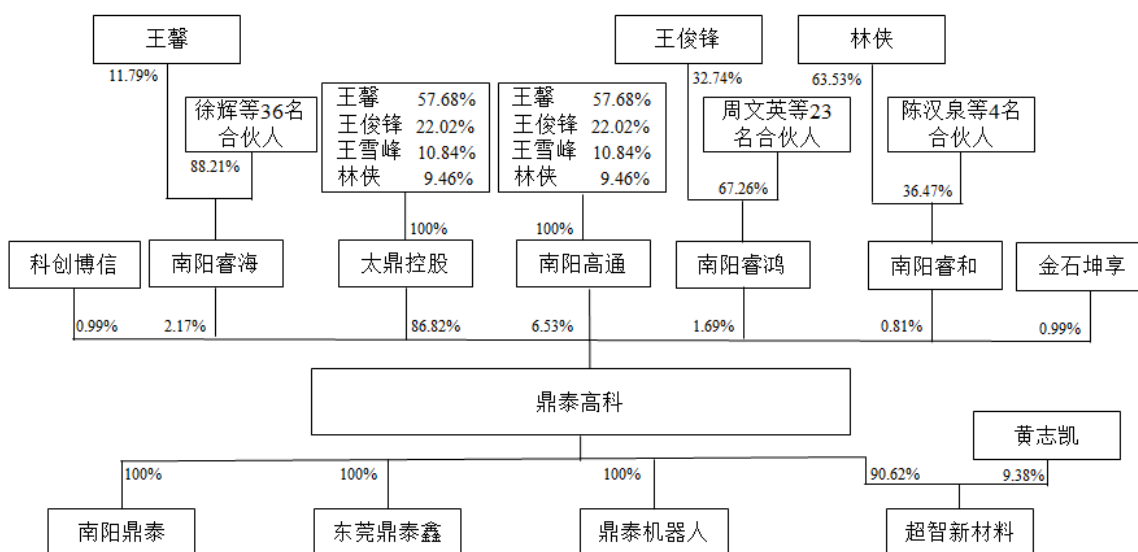 王馨
王俊锋
林侠
11.79%
32.74%
63.53%
徐辉等36名
合伙人
王馨 57.68%
王俊锋 22.02%
王雪峰 10.84%
林侠 9.46%
王馨 57.68%
王俊锋 22.02%
王雪峰 10.84%
林侠 9.46%
周文英等23
名合伙人
陈汉泉等4名
合伙人
88.21%
67.26%
36.47%
100%
100%
科创博信
南阳睿海
太鼎控股
南阳高通
南阳睿鸿
南阳睿和
金石坤享
0.99%
2.17%
86.82%
6.53%
1.69%
0.81%
0.99%
鼎泰高科
黄志凯
100%
100%
100%
90.62%
9.38%
南阳鼎泰
东莞鼎泰鑫
鼎泰机器人
超智新材料